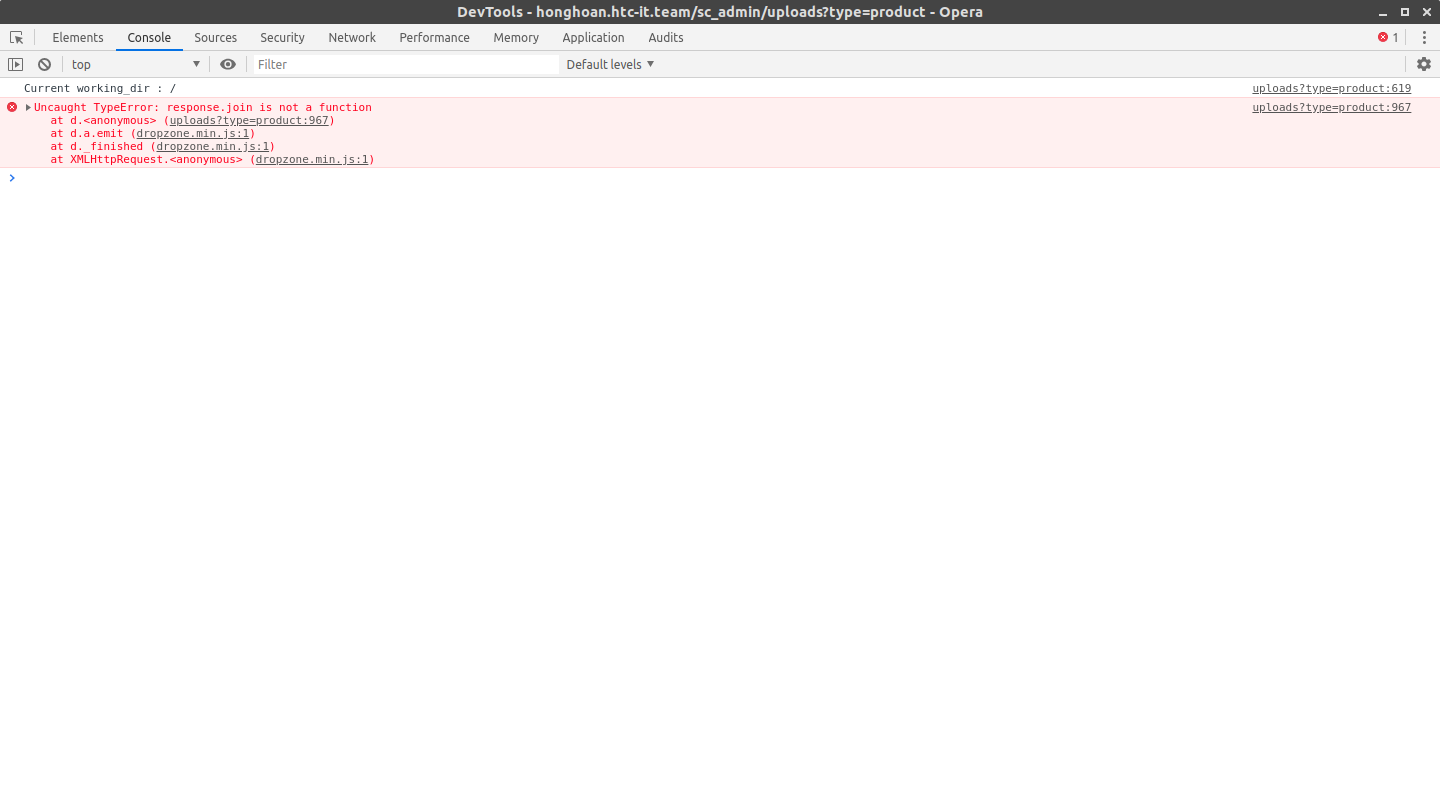 DevTools - honghoan.htc-it.team/sc_admin/uploads?type=product - Opera
Elements Console Sources Security Network Performance Memory Application Audits 1
top Filter Default levels
Current working_dir : / uploads?type=product:619
Uncaught TypeError: response.join is not a function uploads?type=product:967
at d.<anonymous> (uploads?type=product:967)
at d.a.emit (dropzone.min.js:1)
at d._finished (dropzone.min.js:1)
at XMLHttpRequest.<anonymous> (dropzone.min.js:1)